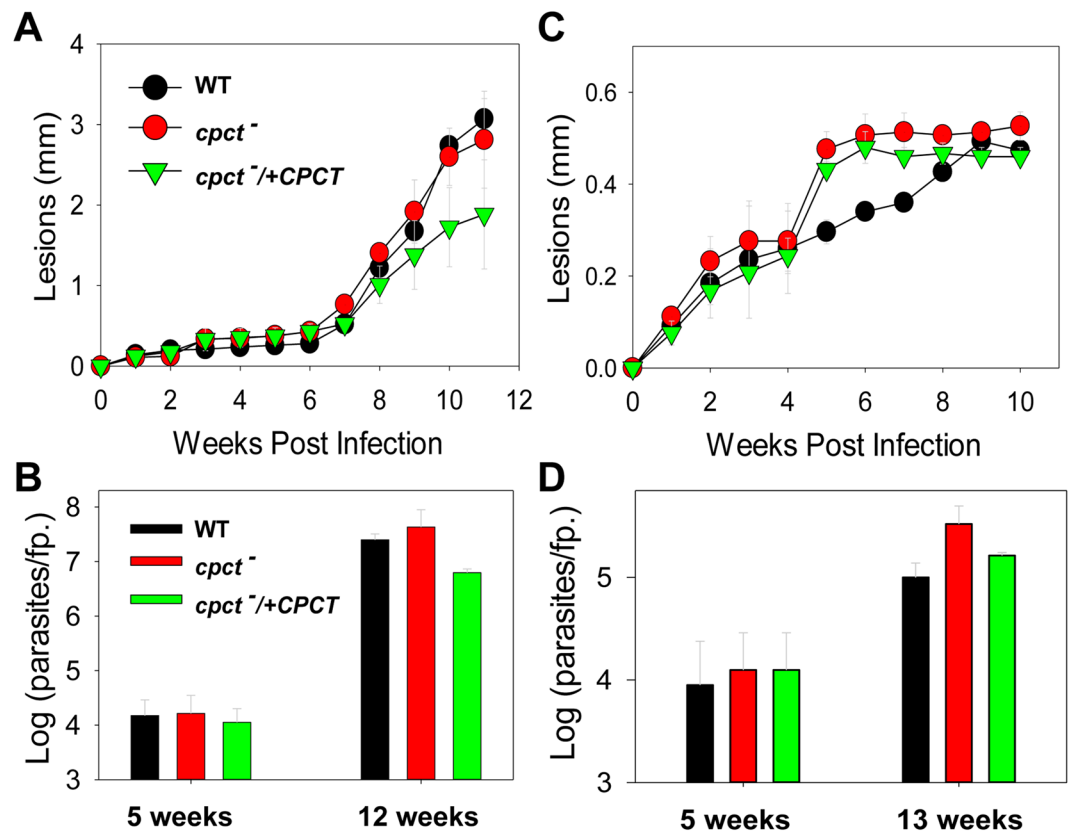 A
4
3
2
1
0
Lesions (mm)
WT
cpct -
cpct -/+CPCT
0 2 4 6 8 10 12
Weeks Post Infection
C
0.6
0.4
0.2
0.0
Lesions (mm)
0 2 4 6 8 10
Weeks Post Infection
B
8
7
6
5
4
3
Log (parasites/fp.)
WT
cpct -
cpct -/+CPCT
5 weeks 12 weeks
D
5
4
3
Log (parasites/fp.)
5 weeks 13 weeks